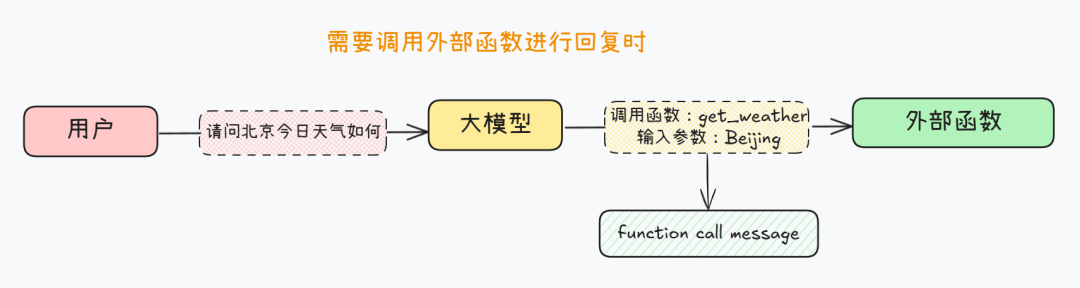 需要调用外部函数进行回复时
用户
请问北京今日天气如何
大模型
调用函数：get_weather
输入参数：Beijing
外部函数
function call message